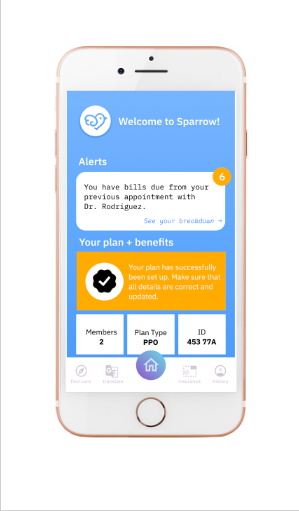 Welcome to Sparrow!
Alerts
6
You have bills due from your
previous appointment with
Dr. Rodriguez.
See your breakdown →
Your plan + benefits
Your plan has successfully
been set up. Make sure that
all details are correct and
updated.
Members
2
Plan Type
PPO
ID
453 77A
Find care
translate
Insurance